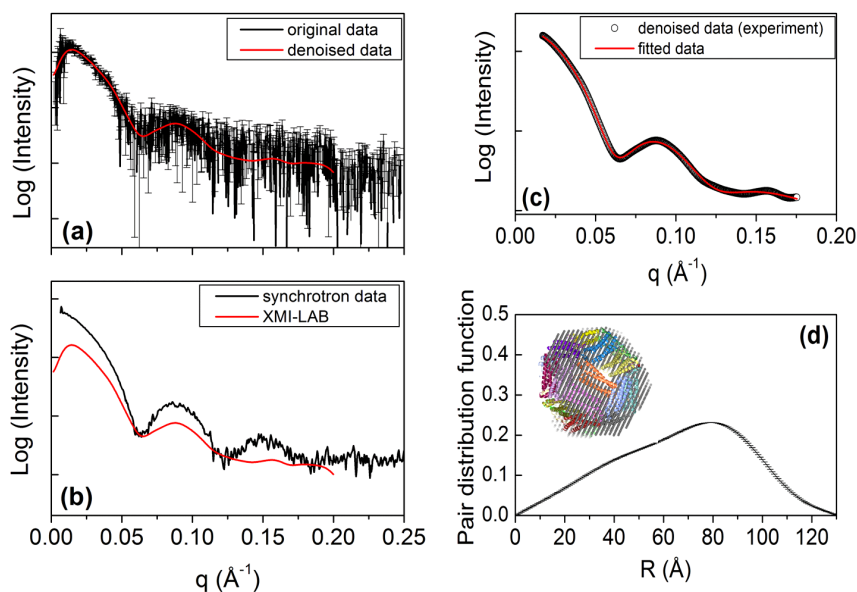 original data
denoised data
Log (Intensity)
(a)
synchrotron data
XMI-LAB
Log (Intensity)
(b)
0.00 0.05 0.10 0.15 0.20 0.25
q (Å⁻¹)
denoised data (experiment)
fitted data
Log (Intensity)
(c)
0.00 0.05 0.10 0.15 0.20
q (Å⁻¹)
0.5
(d)
0.4
0.3
0.2
0.1
0.0
Pair distribution function
0 20 40 60 80 100 120
R (Å)